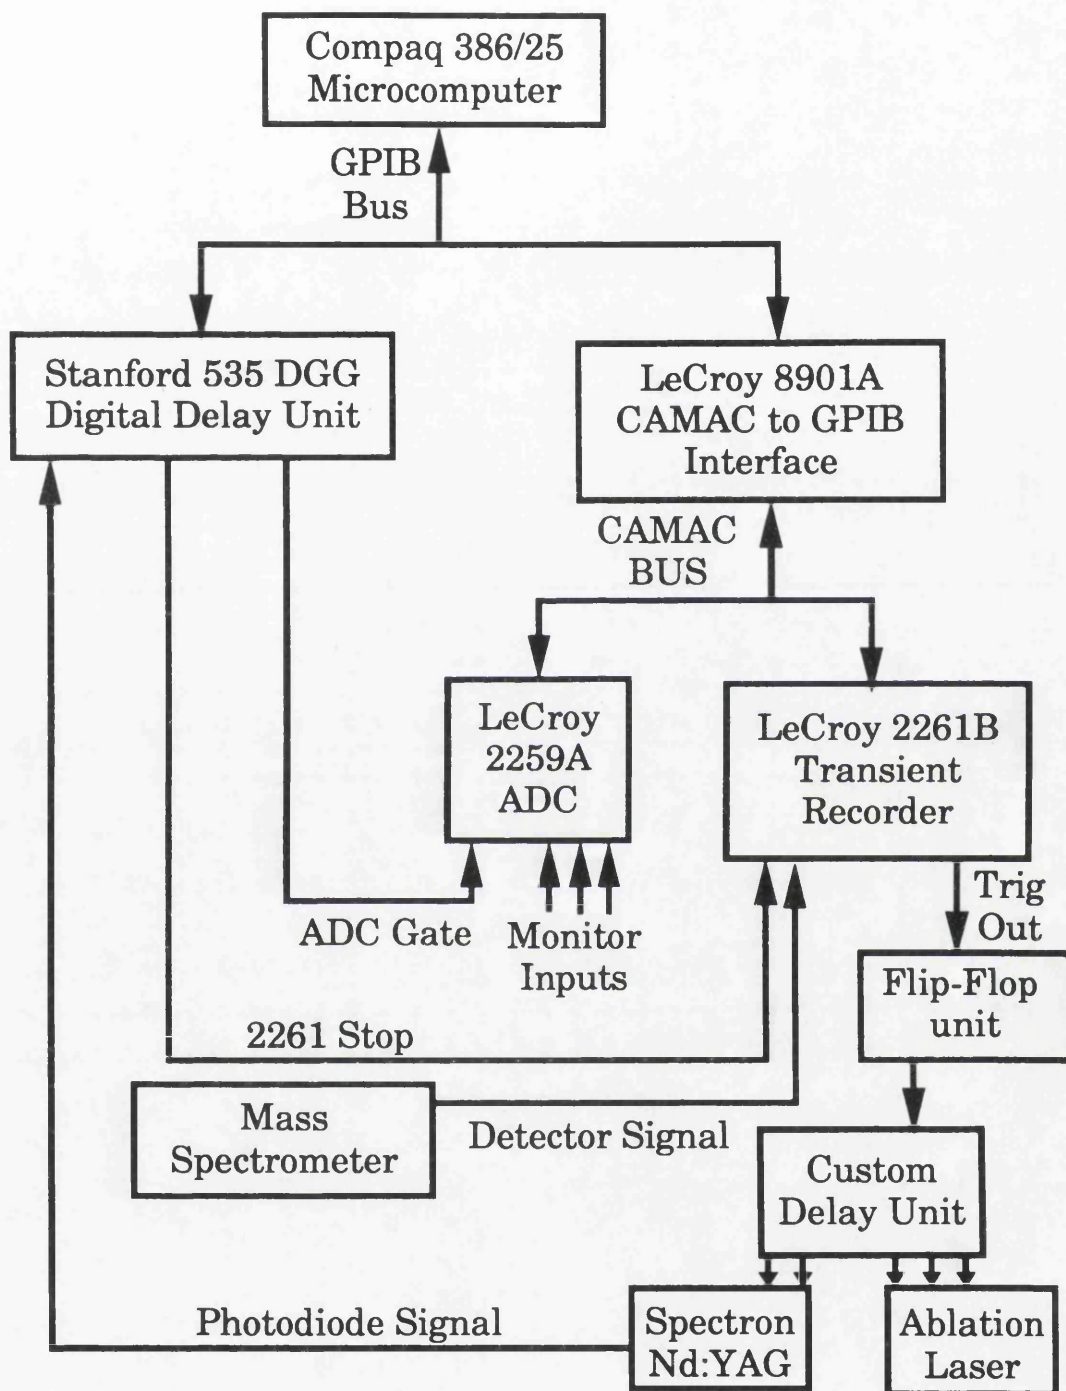 Compaq 386/25
Microcomputer
GPIB
Bus
Stanford 535 DGG
Digital Delay Unit
LeCroy 8901A
CAMAC to GPIB
Interface
CAMAC
BUS
LeCroy
2259A
ADC
LeCroy 2261B
Transient
Recorder
ADC Gate
Monitor
Inputs
Trig
Out
Flip-Flop
unit
2261 Stop
Mass
Spectrometer
Detector Signal
Custom
Delay Unit
Photodiode Signal
Spectron
Nd:YAG
Ablation
Laser